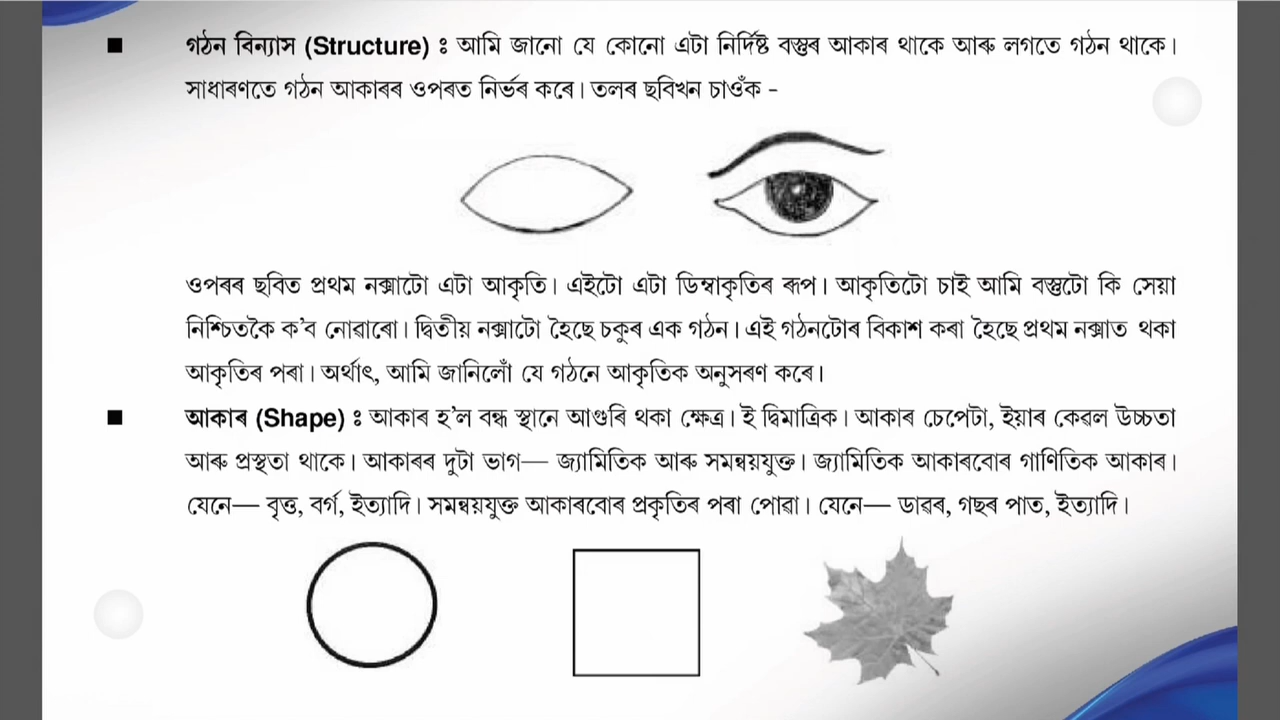 ■ গঠন বিন্যাস (Structure) ঃ আমি জানো যে কোনো এটা নিৰ্দিষ্ট বস্তুৰ আকাৰ থাকে আৰু লগতে গঠন থাকে।
সাধাৰণতে গঠন আকাৰৰ ওপৰত নিৰ্ভৰ কৰে। তলৰ ছবিখন চাওঁক -
ওপৰৰ ছবিত প্ৰথম নক্সাটো এটা আকৃতি। এইটো এটা ডিম্বাকৃতিৰ ৰূপ। আকৃতিটো চাই আমি বস্তুটো কি সেয়া
নিশ্চিতকৈ ক’ব নোৱাৰো। দ্বিতীয় নক্সাটো হৈছে চকুৰ এক গঠন। এই গঠনটোৰ বিকাশ কৰা হৈছে প্ৰথম নক্সাত থকা
আকৃতিৰ পৰা। অৰ্থাৎ, আমি জানিলোঁ যে গঠনে আকৃতিক অনুসৰণ কৰে।
■ আকাৰ (Shape) ঃ আকাৰ হ’ল বন্ধ স্থানে আগুৰি থকা ক্ষেত্ৰ। ই দ্বিমাত্ৰিক। আকাৰ চেপেটা, ইয়াৰ কেৱল উচ্চতা
আৰু প্ৰস্থতা থাকে। আকাৰৰ দুটা ভাগ— জ্যামিতিক আৰু সমন্বয়যুক্ত। জ্যামিতিক আকাৰবোৰ গাণিতিক আকাৰ।
যেনে— বৃত্ত, বৰ্গ, ইত্যাদি। সমন্বয়যুক্ত আকাৰবোৰ প্ৰকৃতিৰ পৰা পোৱা। যেনে— ডাৱৰ, গছৰ পাত, ইত্যাদি।